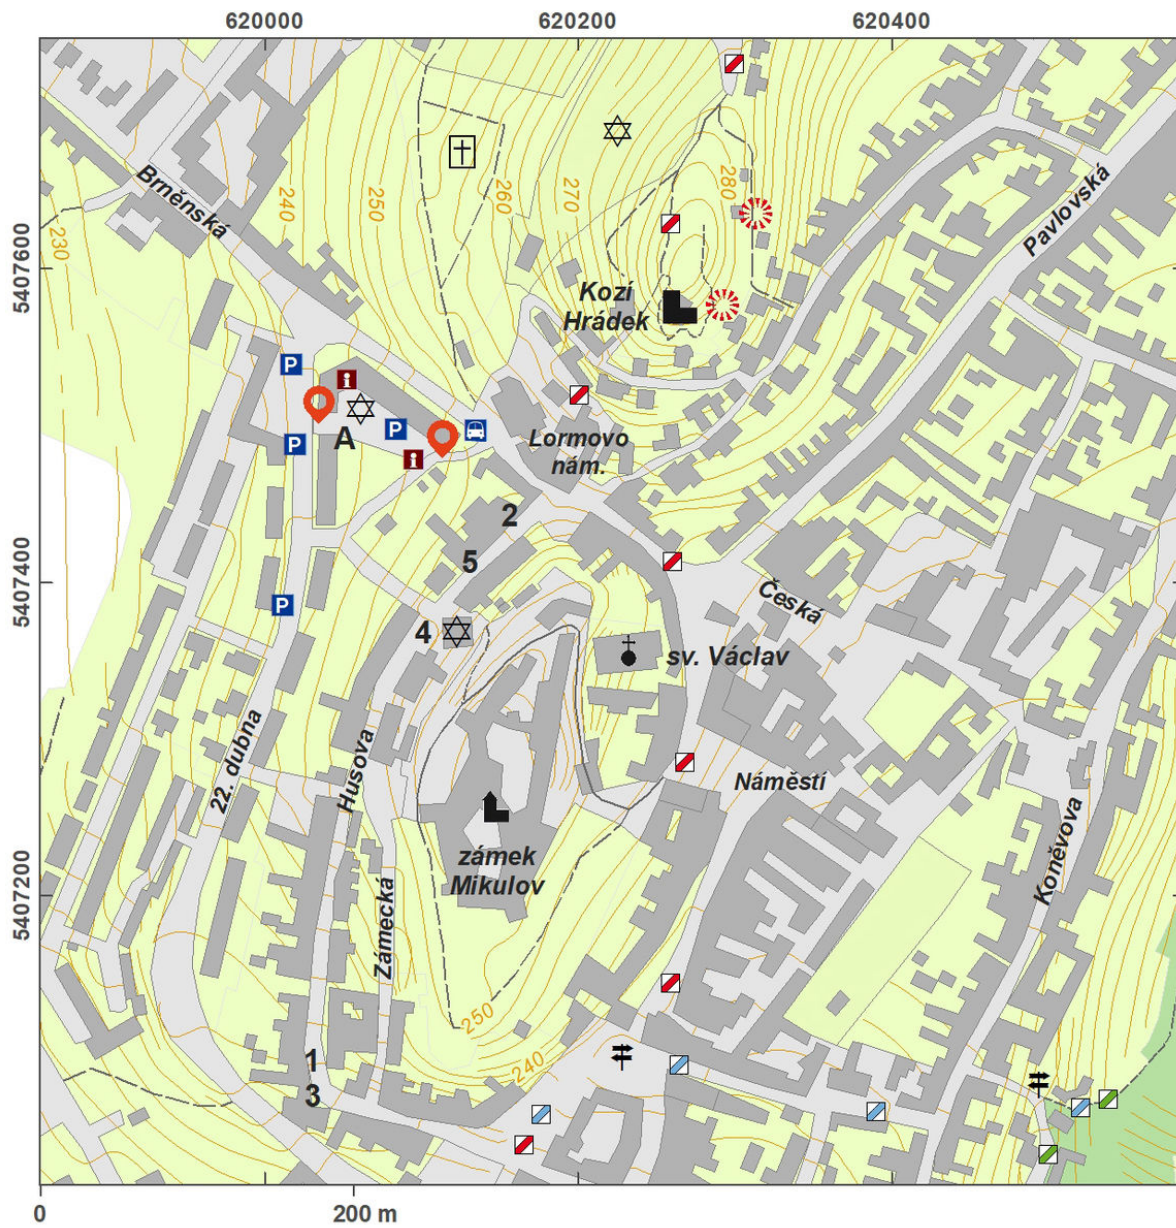 620000
620200
620400
230
240
250
260
270
280
Brněnská
Pavlovská
5407600
Kozí
Hrádek
P
i
P
i
P
A
Lormovo
nám.
2
5
5407400
P
Česká
4
sv. Václav
22. dubna
Husova
Náměstí
zámek
Mikulov
Koněvova
5407200
Zámecká
250
240
1
3
0
200 m